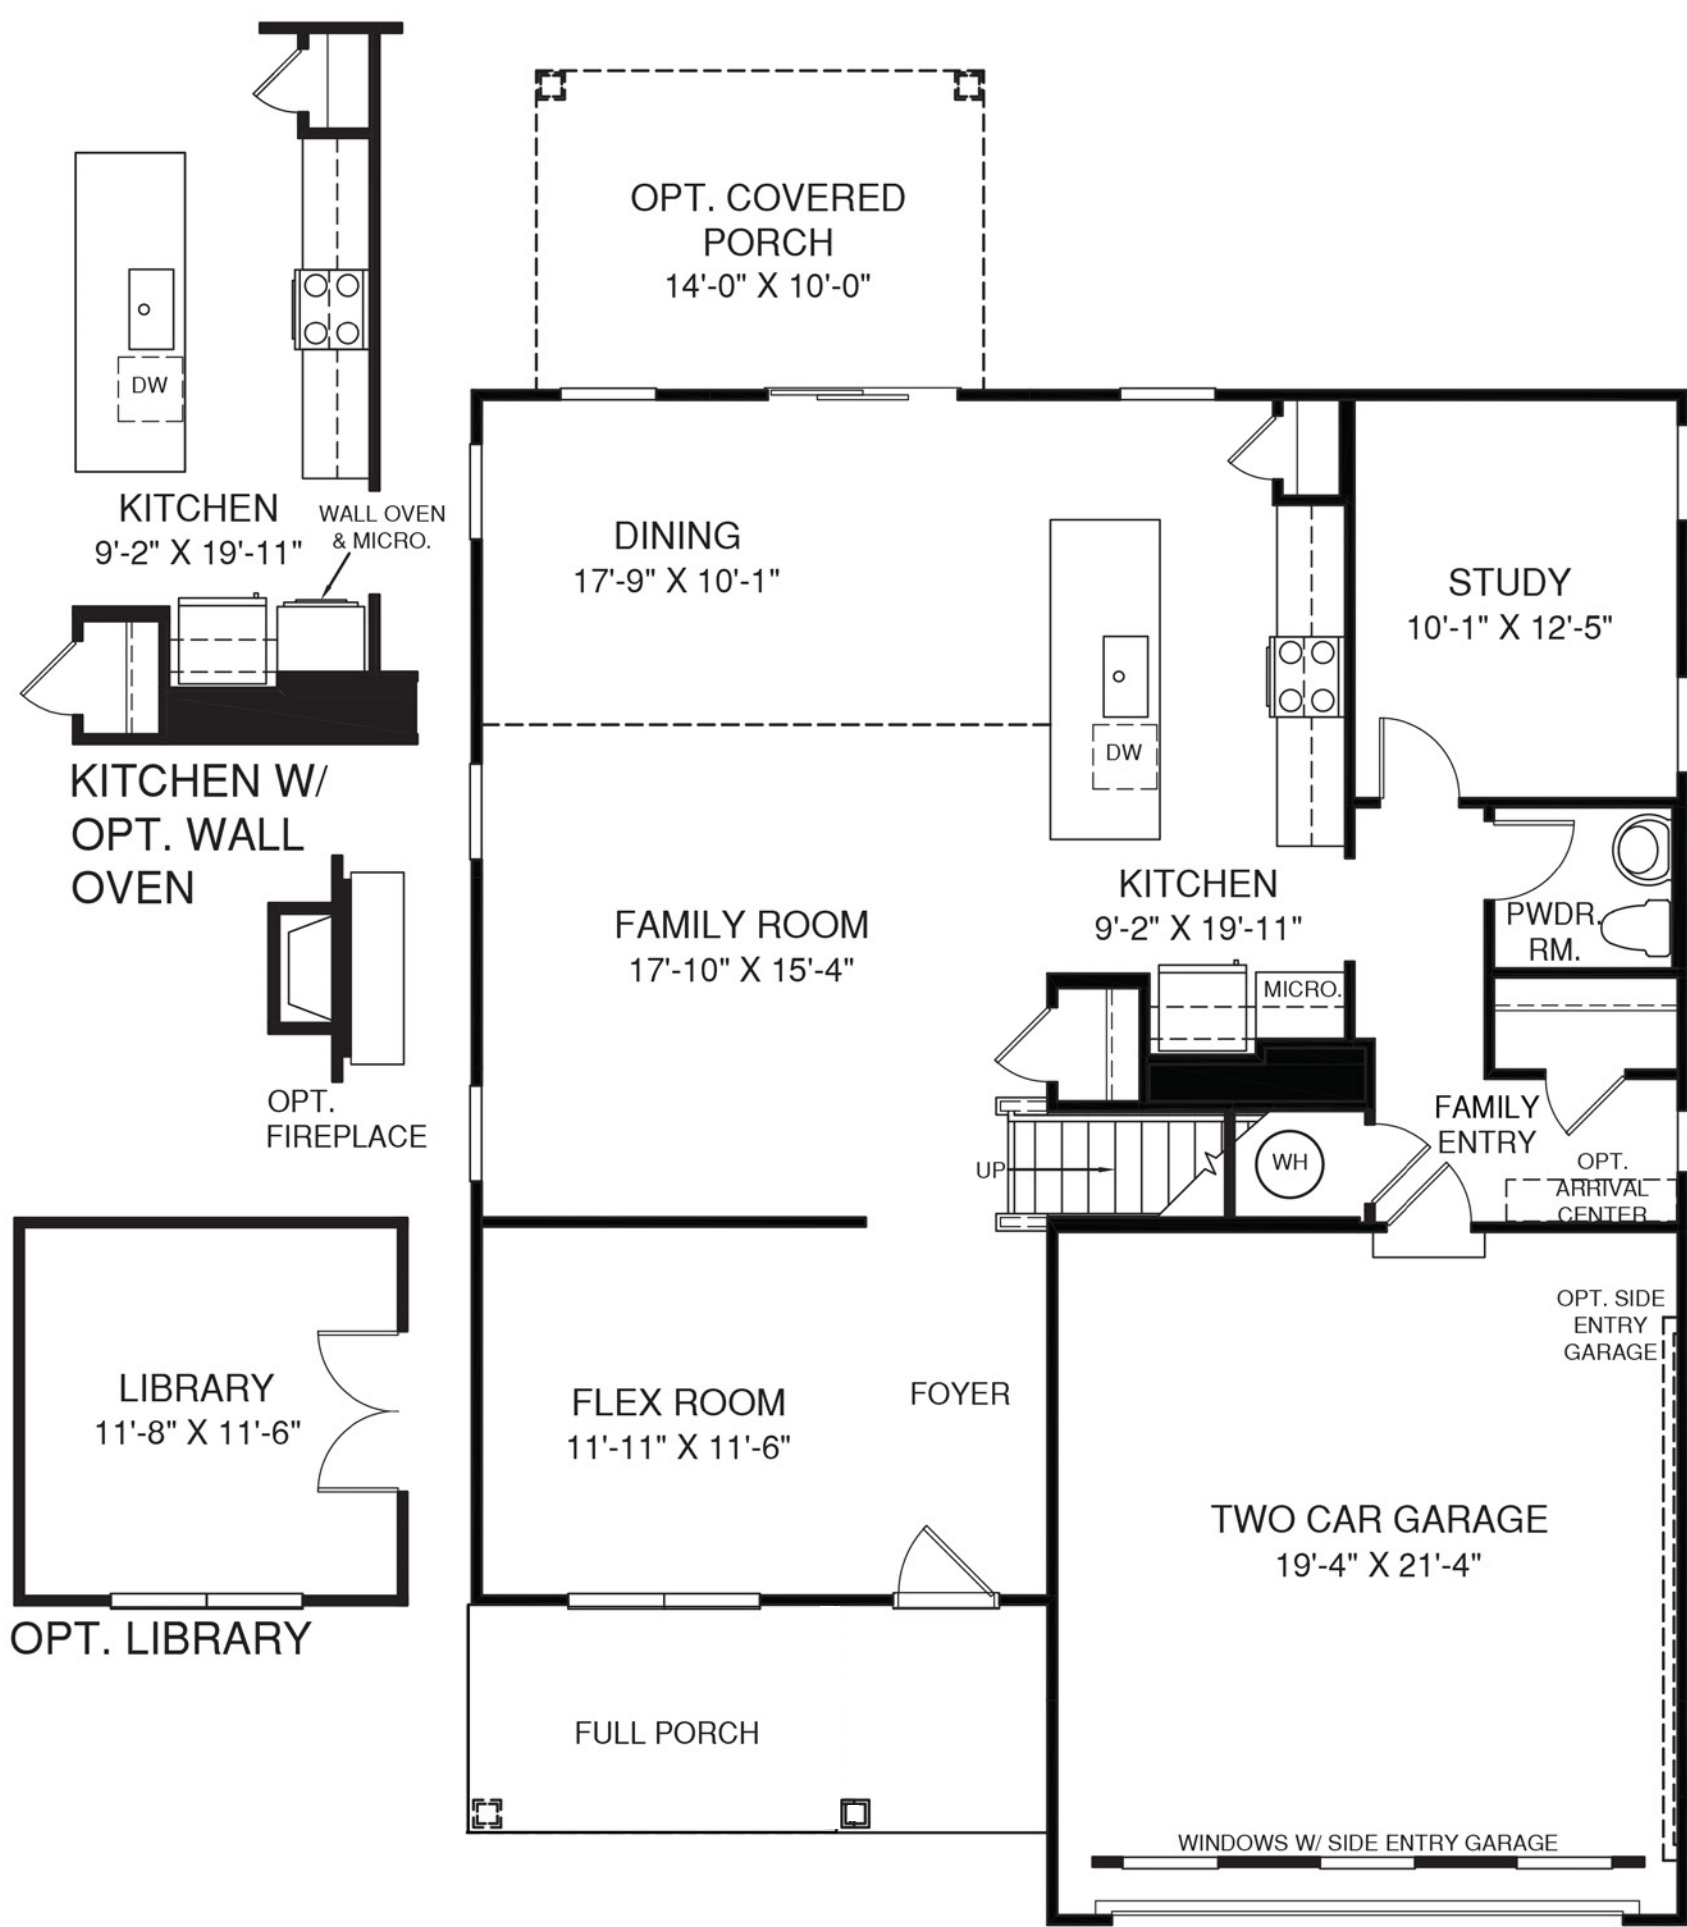 OPT. COVERED
PORCH
14'-0" X 10'-0"
DW
KITCHEN
9'-2" X 19'-11"
WALL OVEN
& MICRO.
KITCHEN W/
OPT. WALL
OVEN
OPT.
FIREPLACE
LIBRARY
11'-8" X 11'-6"
OPT. LIBRARY
DINING
17'-9" X 10'-1"
STUDY
10'-1" X 12'-5"
DW
KITCHEN
9'-2" X 19'-11"
FAMILY ROOM
17'-10" X 15'-4"
PWDR.
RM.
MICRO.
FAMILY
ENTRY
UP
WH
OPT.
ARRIVAL
CENTER
OPT. SIDE
ENTRY
GARAGE
FLEX ROOM
11'-11" X 11'-6"
FOYER
TWO CAR GARAGE
19'-4" X 21'-4"
FULL PORCH
WINDOWS W/ SIDE ENTRY GARAGE